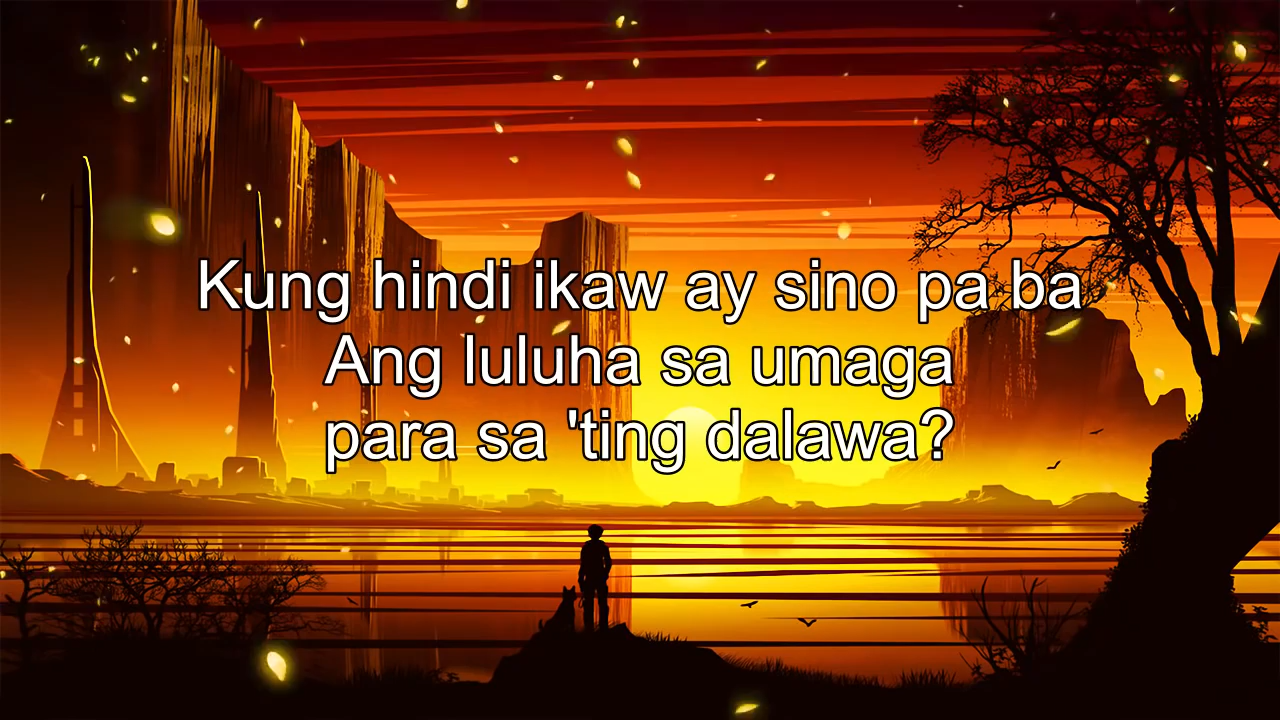 Kung hindi ikaw ay sino pa ba
Ang luluha sa umaga
para sa 'ting dalawa?